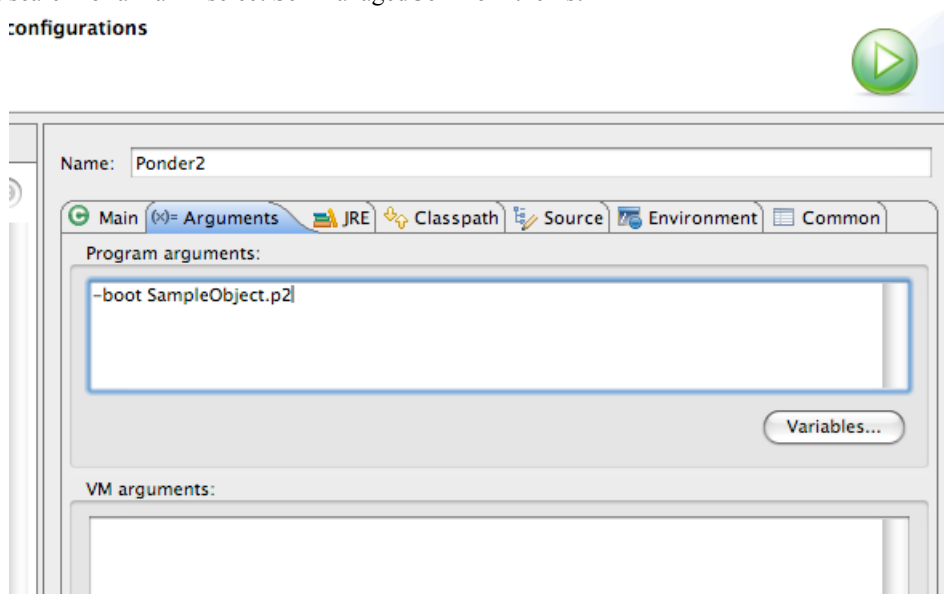 configurations
Name: Ponder2
Main (x)= Arguments JRE Classpath Source Environment Common
Program arguments:
-boot SampleObject.p2
Variables...
VM arguments: